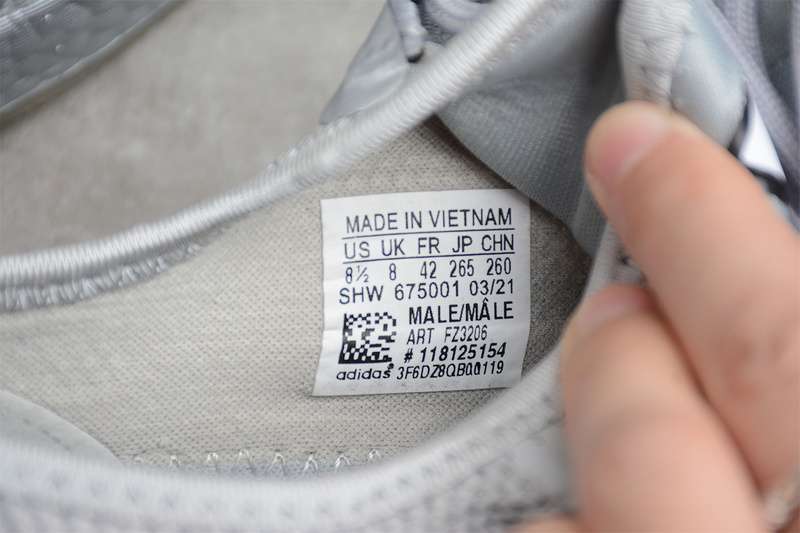 MADE IN VIETNAM
US UK FR JP CHN
8½ 8 42 265 260
SHW 675001 03/21
MALE/MÂLE
ART FZ3206
# 118125154
adidas® 3F6DZ8QB00119